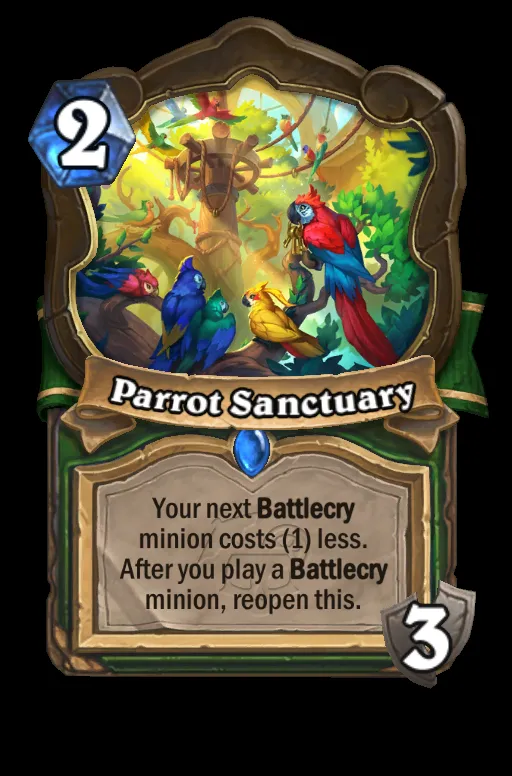 2
Parrot Sanctuary
Your next Battlecry
minion costs (1) less.
After you play a Battlecry
minion, reopen this.
3